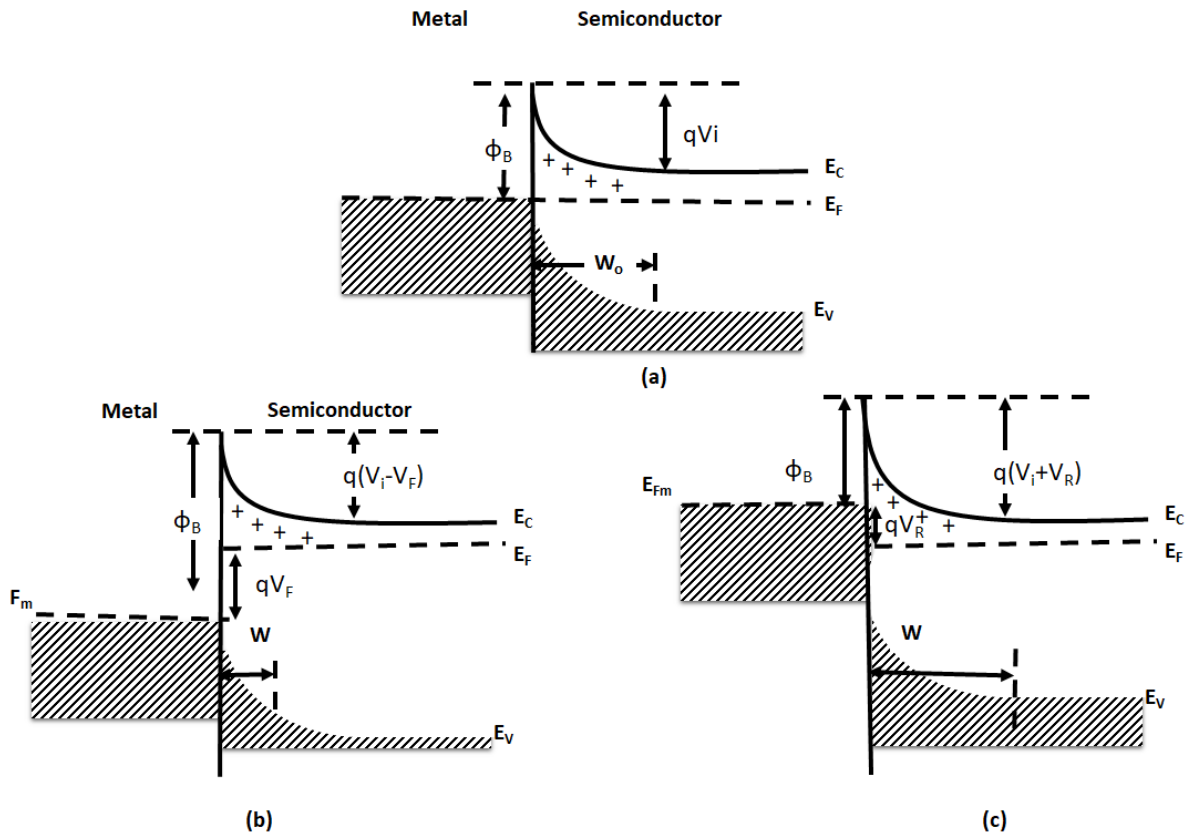 Metal Semiconductor
ϕB
qVi
+ + + +
EC
EF
Wo
EV
(a)
Metal Semiconductor
q(Vi-VF)
ϕB
+ + + +
EC
EF
qVF
Fm
W
EV
(b)
ϕB
q(Vi+VR)
EFm
+ + + +
qVR
EC
EF
W
EV
(c)